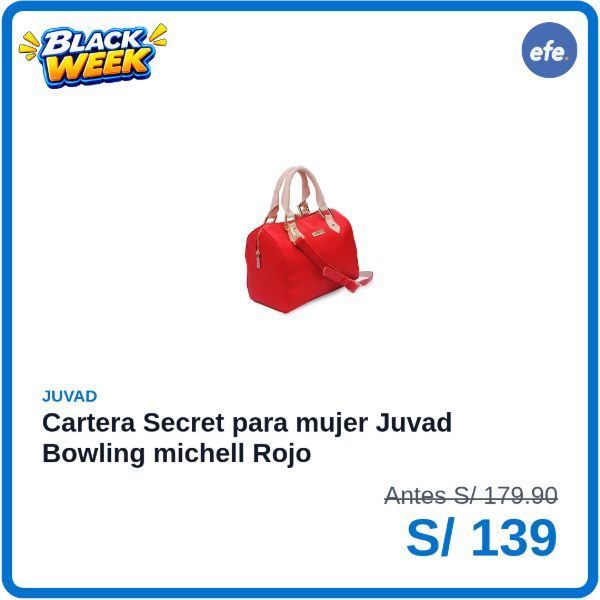 BLACK
WEEK
efe.
JUVAD
Cartera Secret para mujer Juvad
Bowling michell Rojo
Antes S/ 179.90
S/ 139